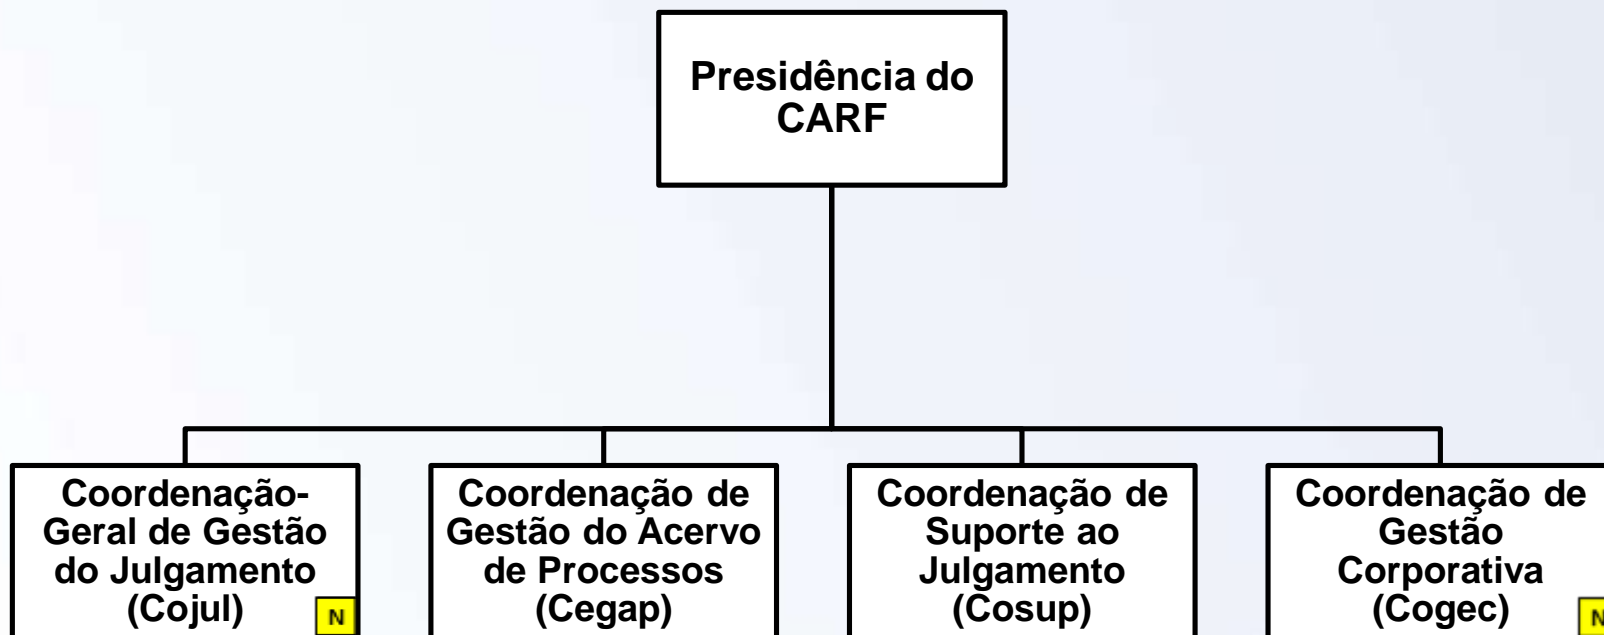 Presidência do
CARF
Coordenação-
Geral de Gestão
do Julgamento
(Cojul)
N
Coordenação de
Gestão do Acervo
de Processos
(Cegap)
Coordenação de
Suporte ao
Julgamento
(Cosup)
Coordenação de
Gestão
Corporativa
(Cogec)
N